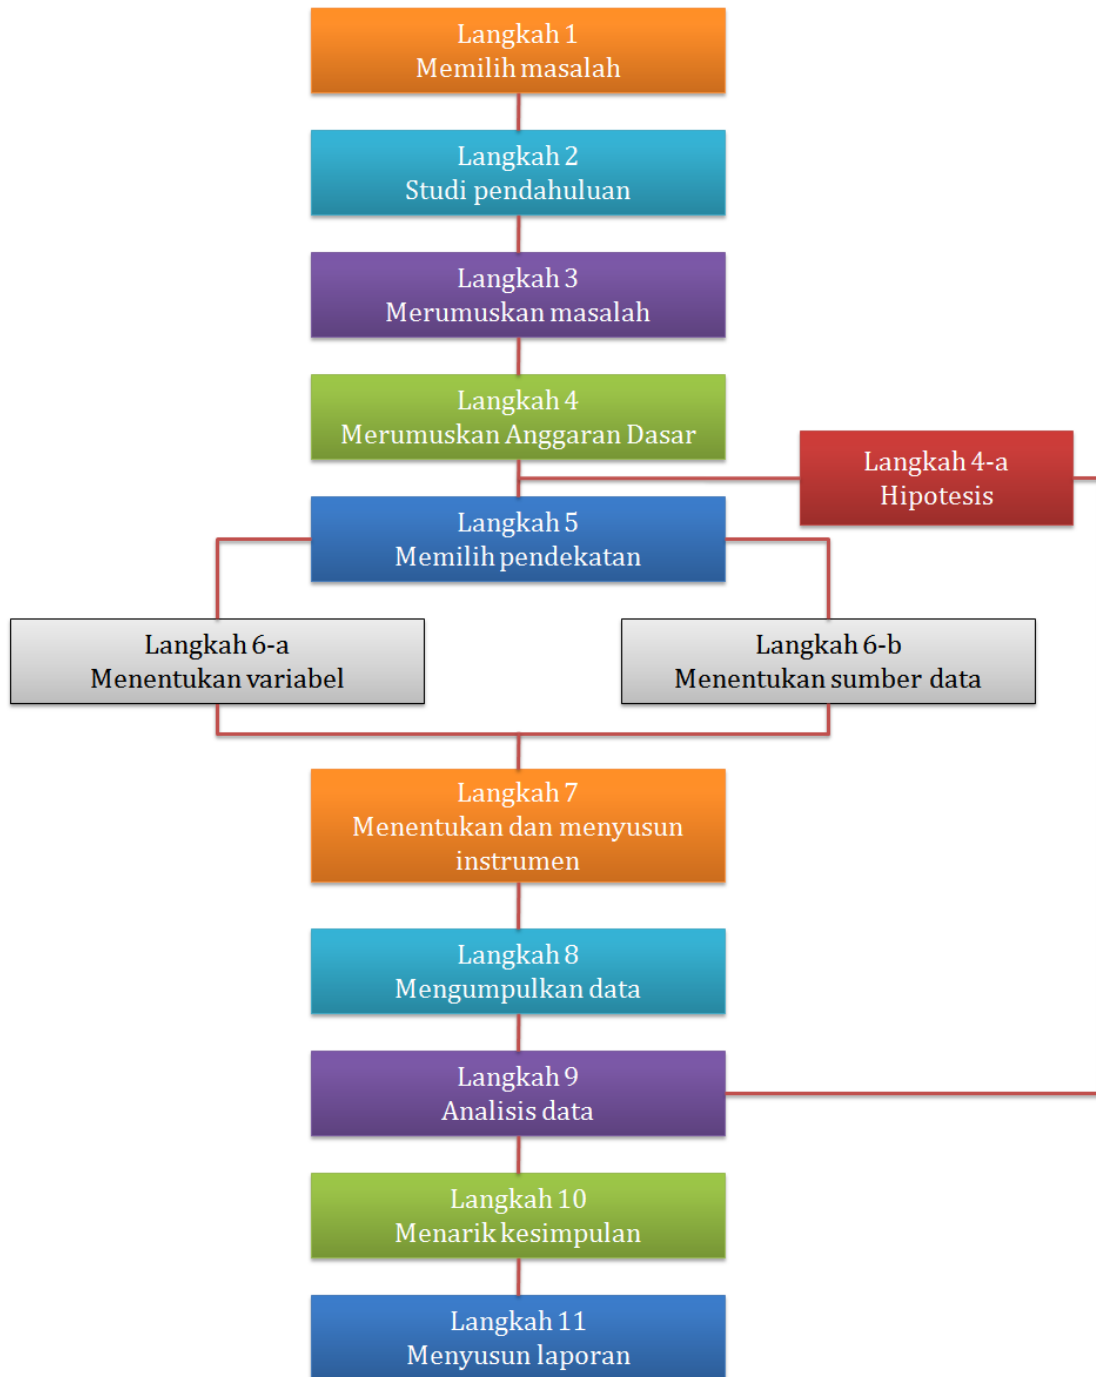 Langkah 1
Memilih masalah
Langkah 2
Studi pendahuluan
Langkah 3
Merumuskan masalah
Langkah 4
Merumuskan Anggaran Dasar
Langkah 4-a
Hipotesis
Langkah 5
Memilih pendekatan
Langkah 6-a
Menentukan variabel
Langkah 6-b
Menentukan sumber data
Langkah 7
Menentukan dan menyusun
instrumen
Langkah 8
Mengumpulkan data
Langkah 9
Analisis data
Langkah 10
Menarik kesimpulan
Langkah 11
Menyusun laporan